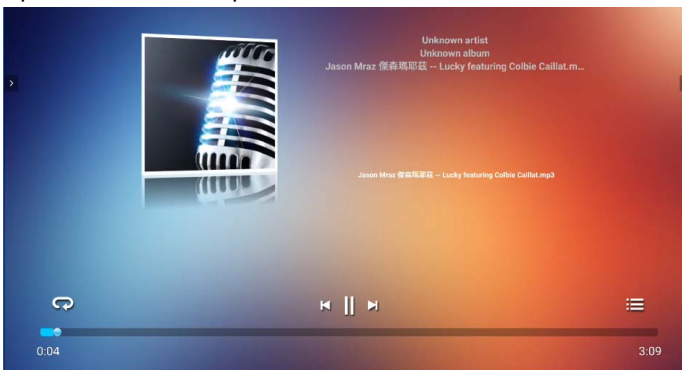 Unknown artist
Unknown album
Jason Mraz 傑森瑪耶茲 -- Lucky featuring Colbie Caillat.m...
Jason Mraz 傑森瑪耶茲 -- Lucky featuring Colbie Caillat.mp3
0:04
3:09